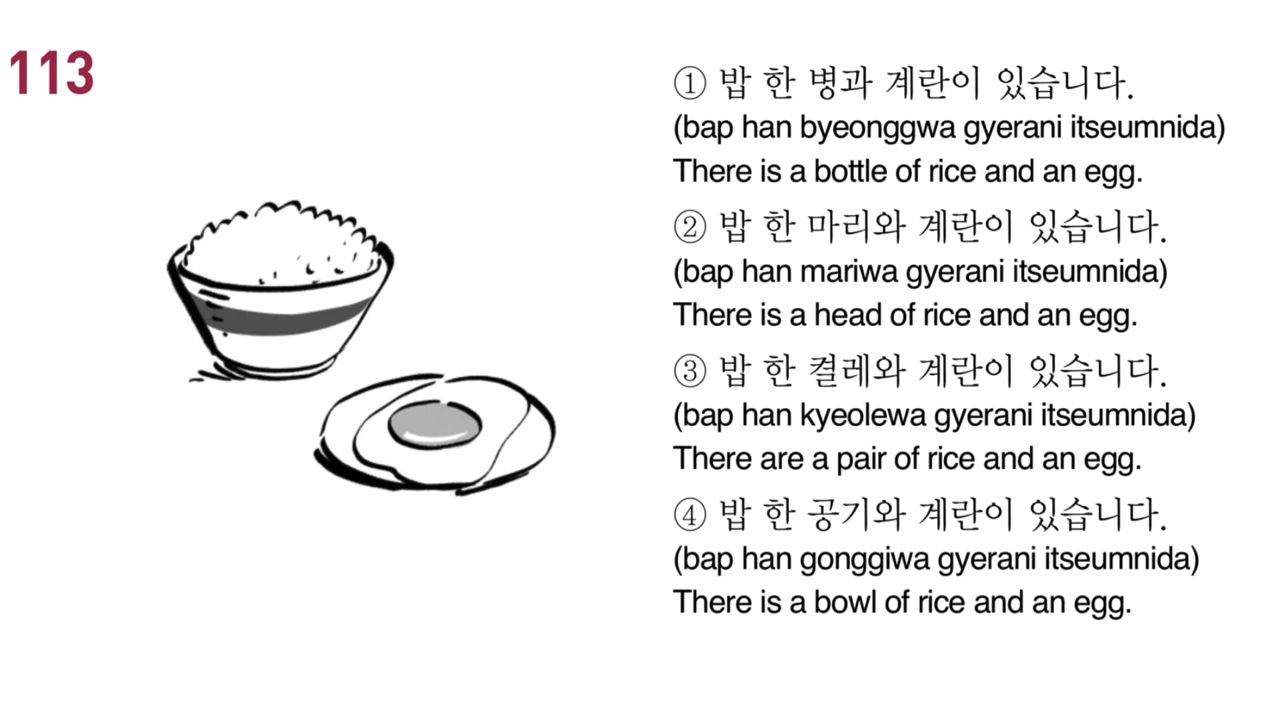 113
① 밥 한 병과 계란이 있습니다.
(bap han byeonggwa gyerani itseumnida)
There is a bottle of rice and an egg.
② 밥 한 마리와 계란이 있습니다.
(bap han mariwa gyerani itseumnida)
There is a head of rice and an egg.
③ 밥 한 켤레와 계란이 있습니다.
(bap han kyeolewa gyerani itseumnida)
There are a pair of rice and an egg.
④ 밥 한 공기와 계란이 있습니다.
(bap han gonggiwa gyerani itseumnida)
There is a bowl of rice and an egg.